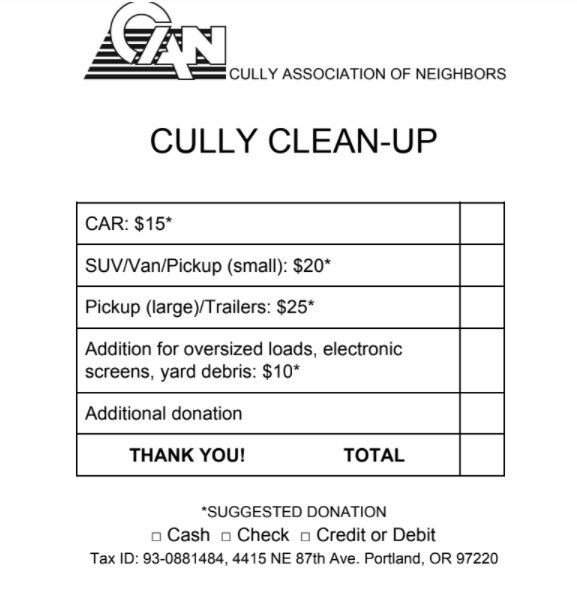 CAN
CULLY ASSOCIATION OF NEIGHBORS
CULLY CLEAN-UP
CAR: $15*
SUV/Van/Pickup (small): $20*
Pickup (large)/Trailers: $25*
Addition for oversized loads, electronic
screens, yard debris: $10*
Additional donation
THANK YOU! TOTAL
*SUGGESTED DONATION
□ Cash □ Check □ Credit or Debit
Tax ID: 93-0881484, 4415 NE 87th Ave. Portland, OR 97220